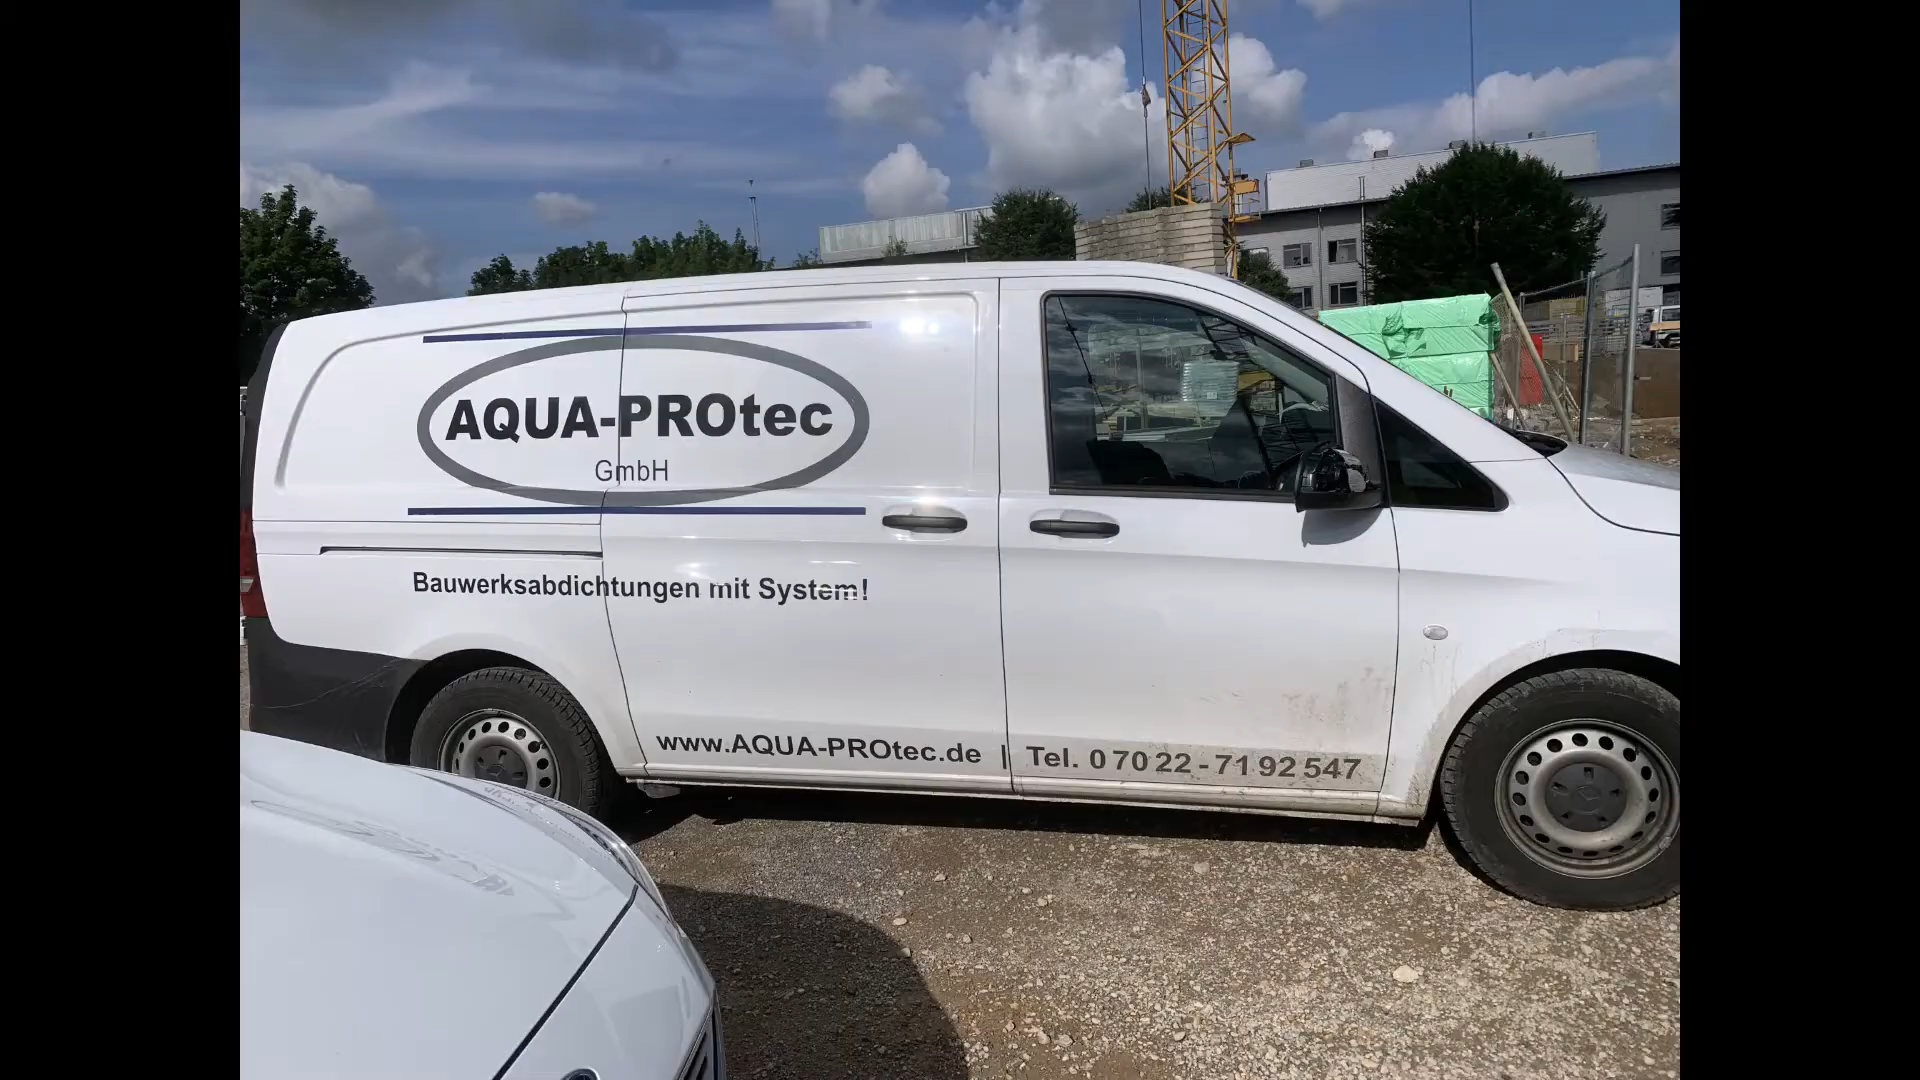 AQUA-PROtec
GmbH
Bauwerksabdichtungen mit System!
www.AQUA-PROtec.de | Tel. 0 70 22 - 71 92 547